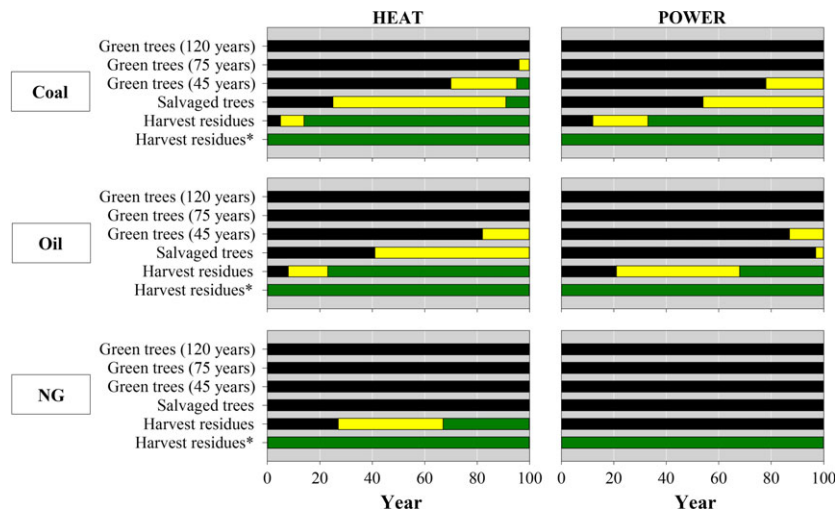 HEAT POWER
Green trees (120 years)
Green trees (75 years)
Green trees (45 years)
Coal
Salvaged trees
Harvest residues
Harvest residues*
Green trees (120 years)
Green trees (75 years)
Green trees (45 years)
Oil
Salvaged trees
Harvest residues
Harvest residues*
Green trees (120 years)
Green trees (75 years)
Green trees (45 years)
NG
Salvaged trees
Harvest residues
Harvest residues*
0 20 40 60 80 100 0 20 40 60 80 100
Year Year